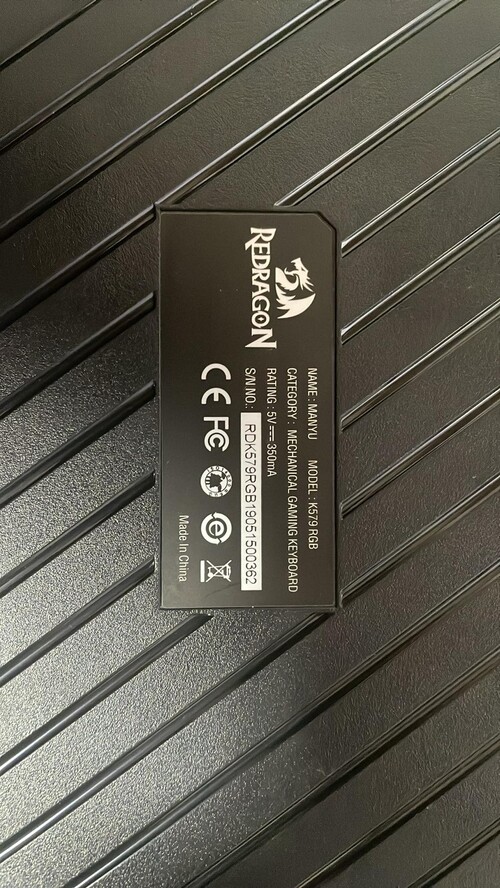 REDRAGON
NAME : MANYU MODEL : K579 RGB
CATEGORY : MECHANICAL GAMING KEYBOARD
RATING : 5V⎓350mA
S/N NO.: RDK579RGB19051500362
CE FC
Made In China